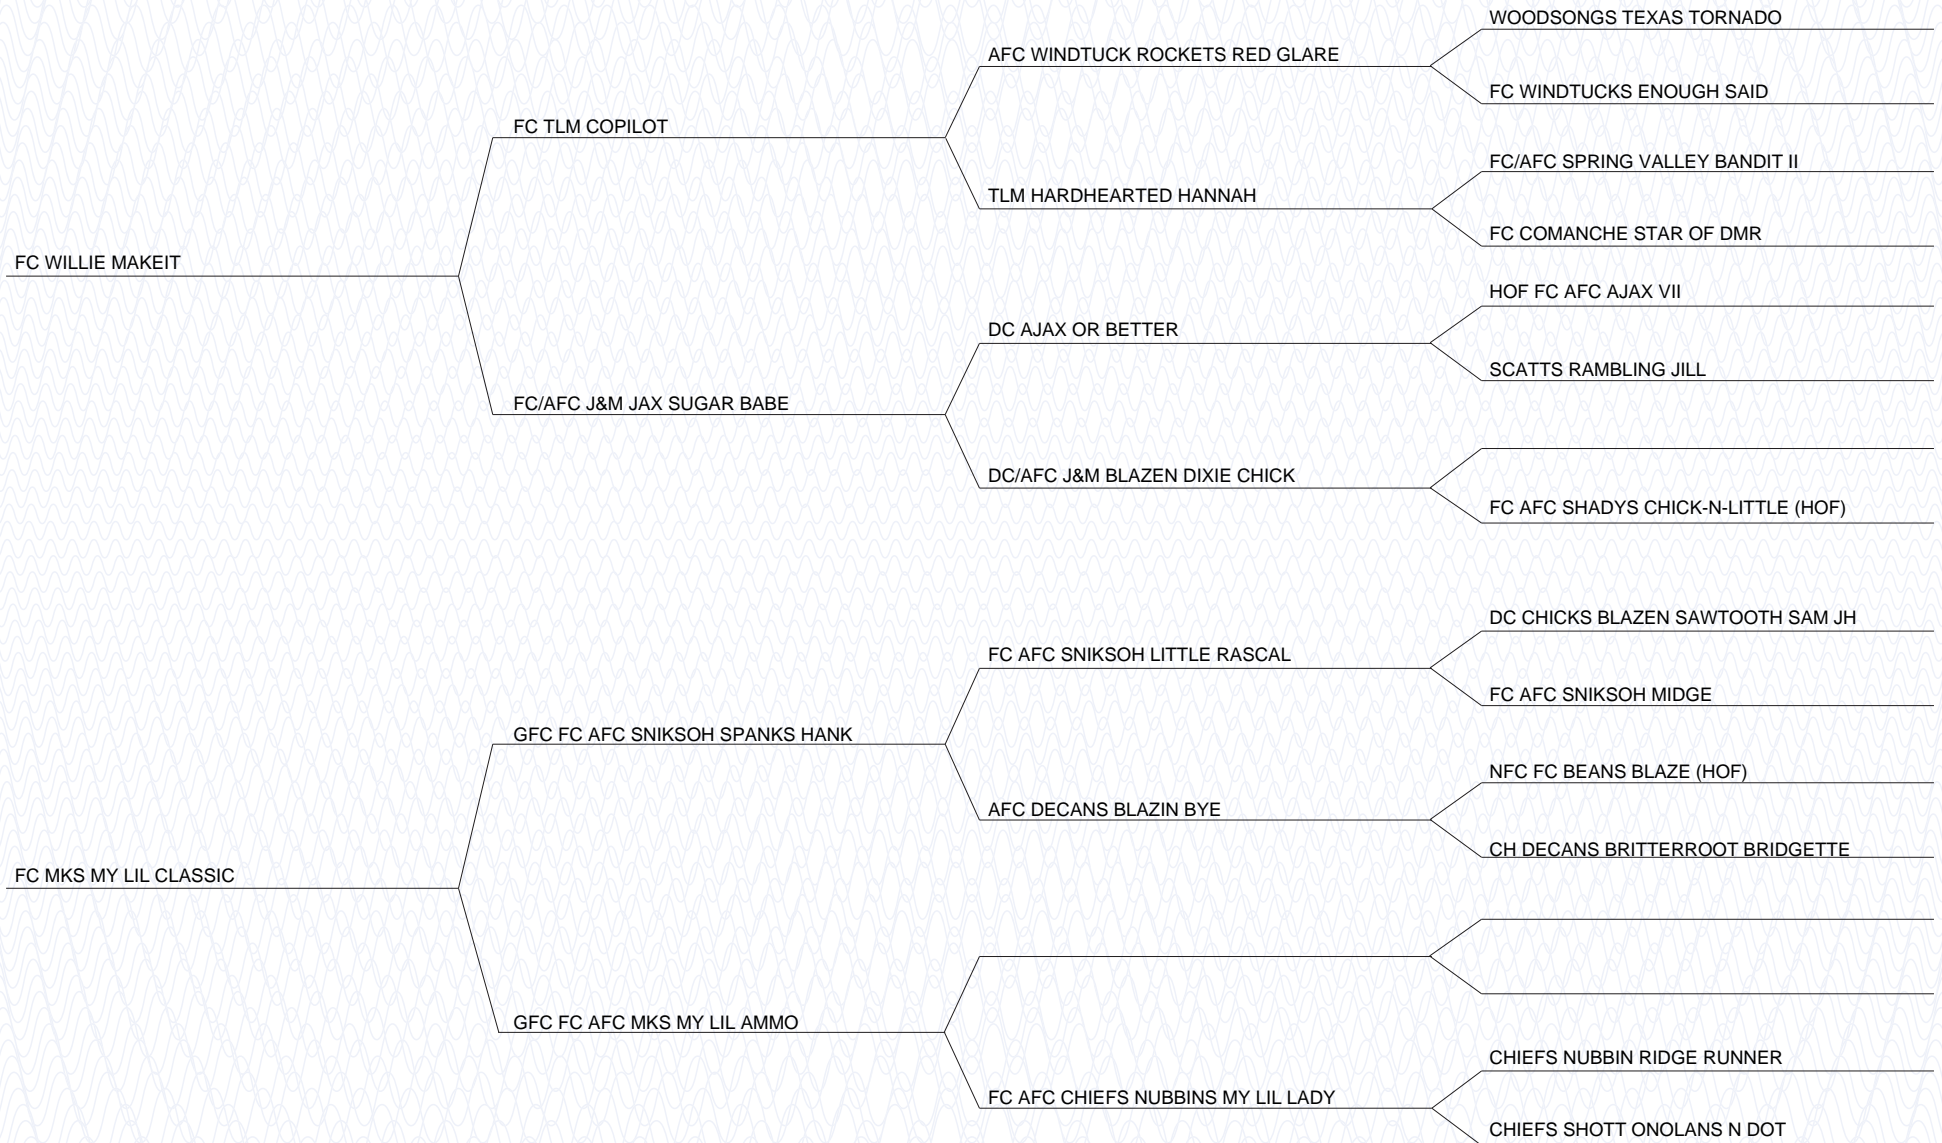 WOODSONGS TEXAS TORNADO
AFC WINDTUCK ROCKETS RED GLARE
FC WINDTUCKS ENOUGH SAID
FC TLM COPILOT
FC/AFC SPRING VALLEY BANDIT II
TLM HARDHEARTED HANNAH
FC COMANCHE STAR OF DMR
FC WILLIE MAKEIT
HOF FC AFC AJAX VII
DC AJAX OR BETTER
SCATTS RAMBLING JILL
FC/AFC J&M JAX SUGAR BABE
DC/AFC J&M BLAZEN DIXIE CHICK
FC AFC SHADYS CHICK-N-LITTLE (HOF)
DC CHICKS BLAZEN SAWTOOTH SAM JH
FC AFC SNIKSOH LITTLE RASCAL
FC AFC SNIKSOH MIDGE
GFC FC AFC SNIKSOH SPANKS HANK
NFC FC BEANS BLAZE (HOF)
AFC DECANS BLAZIN BYE
CH DECANS BRITTERROOT BRIDGETTE
FC MKS MY LIL CLASSIC
GFC FC AFC MKS MY LIL AMMO
CHIEFS NUBBIN RIDGE RUNNER
FC AFC CHIEFS NUBBINS MY LIL LADY
CHIEFS SHOTT ONOLANS N DOT